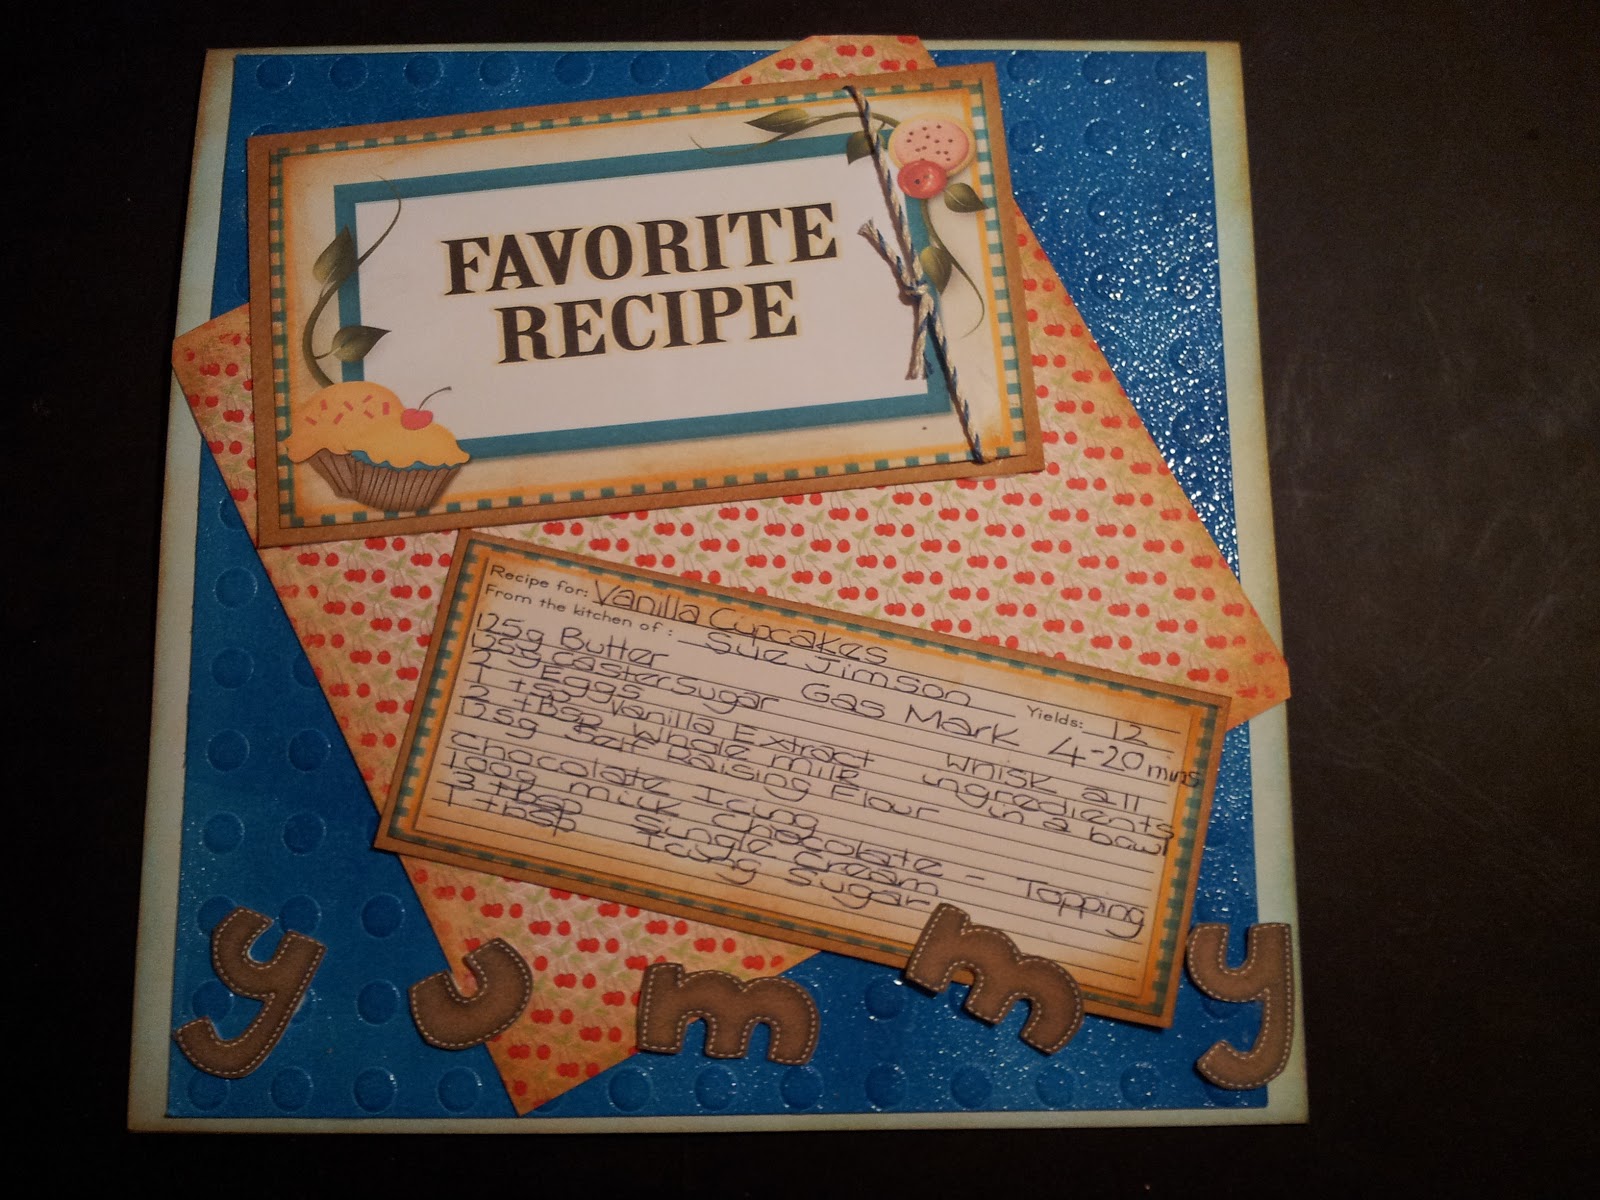 FAVORITE
RECIPE
Recipe for: Vanilla Cupcakes
From the kitchen of: Sue Jimson Yields: 12
125g Butter Gas Mark 4-20 mins
125g Caster Sugar
2 Eggs whisk all
1 tsp Vanilla Extract ingredients
2 tbsp Whole milk in a bawl
125g Self Raising Flour
Chocolate Icing
100g milk chocolate - Topping
3 tbsp Single Cream
1 tbsp Icing Sugar
yummy